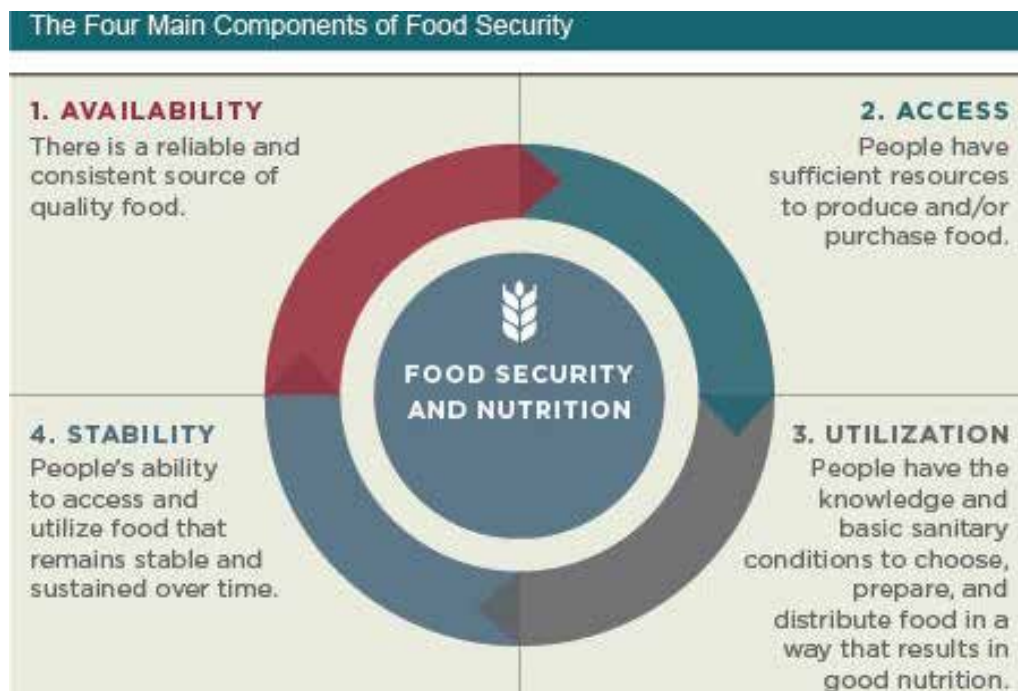 The Four Main Components of Food Security
1. AVAILABILITY
There is a reliable and
consistent source of
quality food.
2. ACCESS
People have
sufficient resources
to produce and/or
purchase food.
FOOD SECURITY
AND NUTRITION
3. UTILIZATION
People have the
knowledge and
basic sanitary
conditions to choose,
prepare, and
distribute food in a
way that results in
good nutrition.
4. STABILITY
People's ability
to access and
utilize food that
remains stable and
sustained over time.